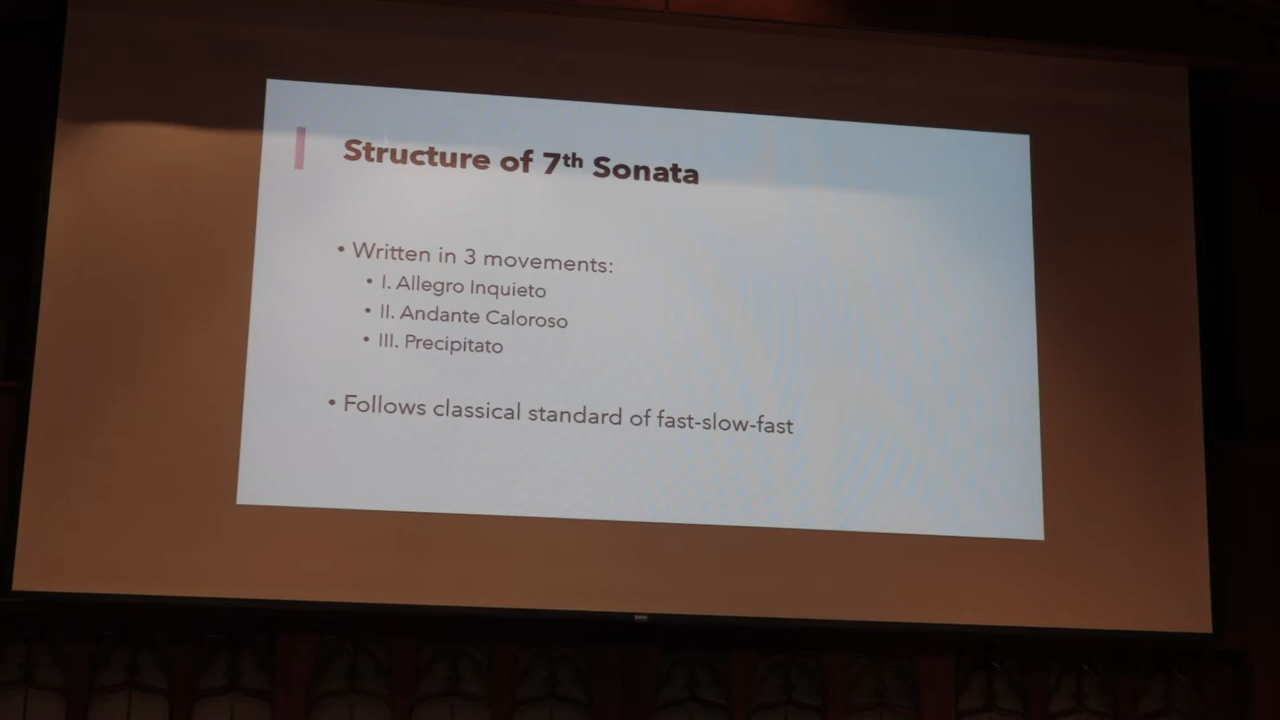 Structure of 7th Sonata
• Written in 3 movements:
• I. Allegro Inquieto
• II. Andante Caloroso
• III. Precipitato
• Follows classical standard of fast-slow-fast